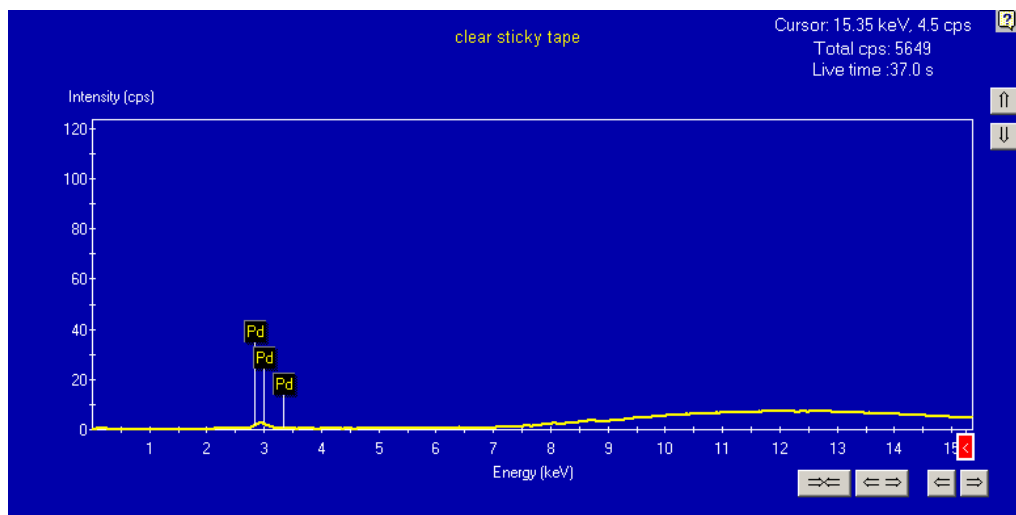 clear sticky tape
Cursor: 15.35 keV, 4.5 cps
Total cps: 5649
Live time :37.0 s
Intensity (cps)
120
100
80
60
40
20
0
Pd
Pd
Pd
1 2 3 4 5 6 7 8 9 10 11 12 13 14 15
Energy (keV)